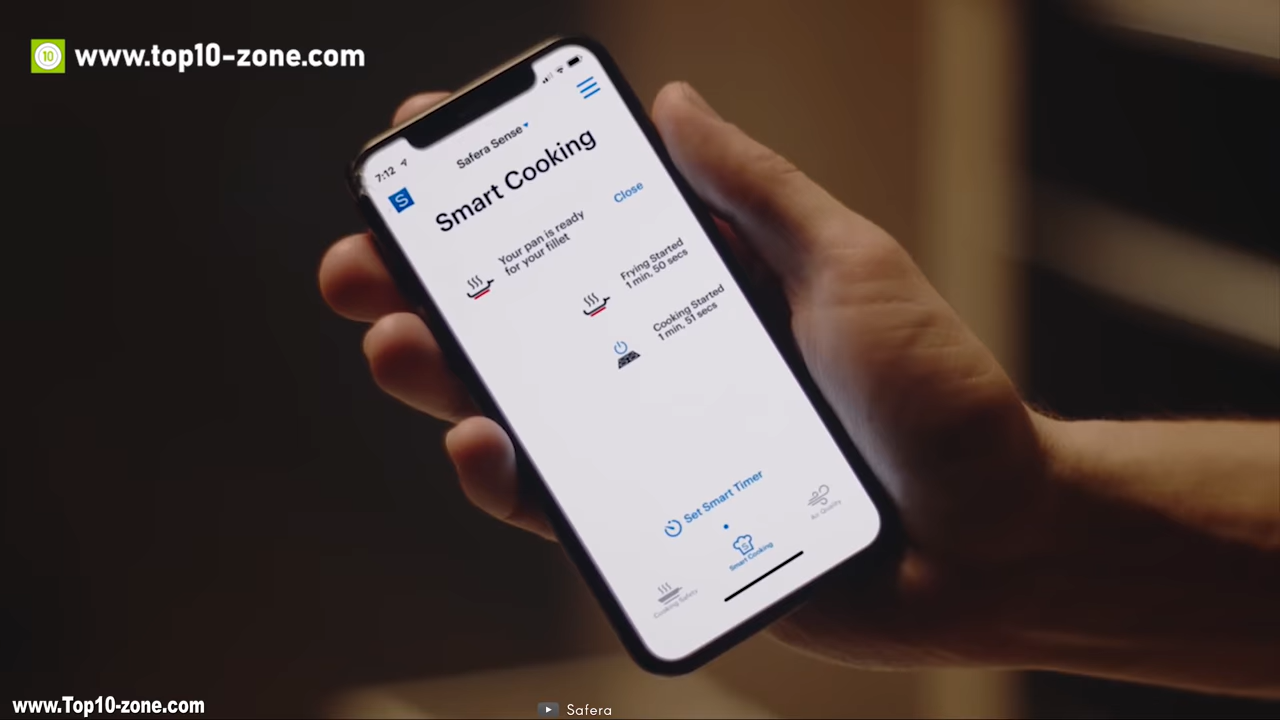 10 www.top10-zone.com
7:12
Safera Sense
S
Smart Cooking
Close
Your pan is ready
for your fillet
Frying Started
1 min, 50 secs
Cooking Started
1 min, 51 secs
Set Smart Timer
Cooking Safety
Smart Cooking
Air Quality
www.Top10-zone.com
Safera